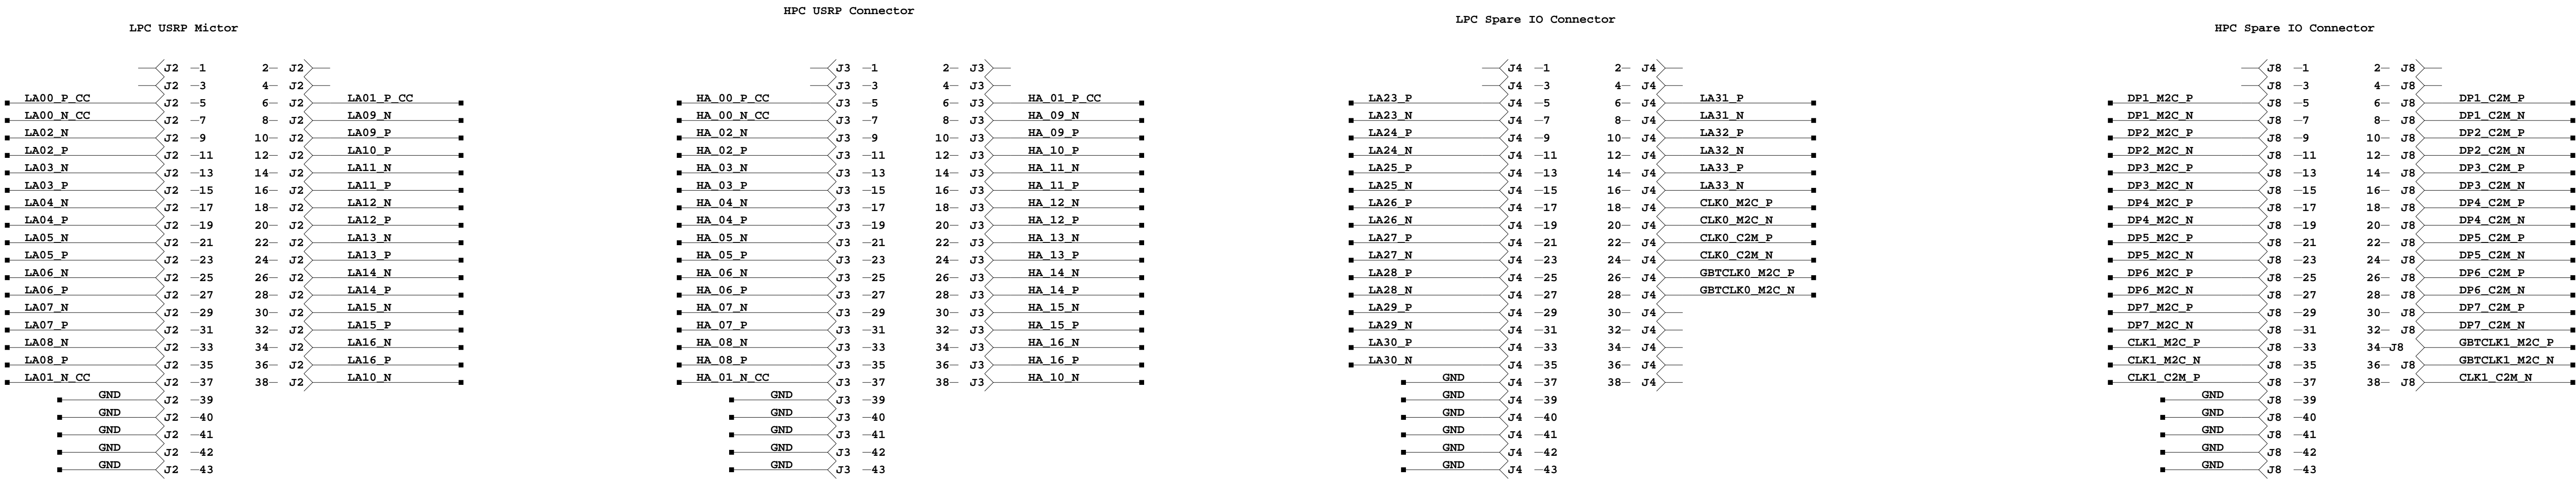 LPC USRP Mictor
J2 1 2 J2
J2 3 4 J2
LA00_P_CC J2 5 6 J2 LA01_P_CC
LA00_N_CC J2 7 8 J2 LA09_N
LA02_N J2 9 10 J2 LA09_P
LA02_P J2 11 12 J2 LA10_P
LA03_N J2 13 14 J2 LA11_N
LA03_P J2 15 16 J2 LA11_P
LA04_N J2 17 18 J2 LA12_N
LA04_P J2 19 20 J2 LA12_P
LA05_N J2 21 22 J2 LA13_N
LA05_P J2 23 24 J2 LA13_P
LA06_N J2 25 26 J2 LA14_N
LA06_P J2 27 28 J2 LA14_P
LA07_N J2 29 30 J2 LA15_N
LA07_P J2 31 32 J2 LA15_P
LA08_N J2 33 34 J2 LA16_N
LA08_P J2 35 36 J2 LA16_P
LA01_N_CC J2 37 38 J2 LA10_N
GND J2 39
GND J2 40
GND J2 41
GND J2 42
GND J2 43
HPC USRP Connector
J3 1 2 J3
J3 3 4 J3
HA_00_P_CC J3 5 6 J3 HA_01_P_CC
HA_00_N_CC J3 7 8 J3 HA_09_N
HA_02_N J3 9 10 J3 HA_09_P
HA_02_P J3 11 12 J3 HA_10_P
HA_03_N J3 13 14 J3 HA_11_N
HA_03_P J3 15 16 J3 HA_11_P
HA_04_N J3 17 18 J3 HA_12_N
HA_04_P J3 19 20 J3 HA_12_P
HA_05_N J3 21 22 J3 HA_13_N
HA_05_P J3 23 24 J3 HA_13_P
HA_06_N J3 25 26 J3 HA_14_N
HA_06_P J3 27 28 J3 HA_14_P
HA_07_N J3 29 30 J3 HA_15_N
HA_07_P J3 31 32 J3 HA_15_P
HA_08_N J3 33 34 J3 HA_16_N
HA_08_P J3 35 36 J3 HA_16_P
HA_01_N_CC J3 37 38 J3 HA_10_N
GND J3 39
GND J3 40
GND J3 41
GND J3 42
GND J3 43
LPC Spare IO Connector
J4 1 2 J4
J4 3 4 J4
LA23_P J4 5 6 J4 LA31_P
LA23_N J4 7 8 J4 LA31_N
LA24_P J4 9 10 J4 LA32_P
LA24_N J4 11 12 J4 LA32_N
LA25_P J4 13 14 J4 LA33_P
LA25_N J4 15 16 J4 LA33_N
LA26_P J4 17 18 J4 CLK0_M2C_P
LA26_N J4 19 20 J4 CLK0_M2C_N
LA27_P J4 21 22 J4 CLK0_C2M_P
LA27_N J4 23 24 J4 CLK0_C2M_N
LA28_P J4 25 26 J4 GBTCLK0_M2C_P
LA28_N J4 27 28 J4 GBTCLK0_M2C_N
LA29_P J4 29 30 J4
LA29_N J4 31 32 J4
LA30_P J4 33 34 J4
LA30_N J4 35 36 J4
GND J4 37 38 J4
GND J4 39
GND J4 40
GND J4 41
GND J4 42
GND J4 43
HPC Spare IO Connector
J8 1 2 J8
J8 3 4 J8
DP1_M2C_P J8 5 6 J8 DP1_C2M_P
DP1_M2C_N J8 7 8 J8 DP1_C2M_N
DP2_M2C_P J8 9 10 J8 DP2_C2M_P
DP2_M2C_N J8 11 12 J8 DP2_C2M_N
DP3_M2C_P J8 13 14 J8 DP3_C2M_P
DP3_M2C_N J8 15 16 J8 DP3_C2M_N
DP4_M2C_P J8 17 18 J8 DP4_C2M_P
DP4_M2C_N J8 19 20 J8 DP4_C2M_N
DP5_M2C_P J8 21 22 J8 DP5_C2M_P
DP5_M2C_N J8 23 24 J8 DP5_C2M_N
DP6_M2C_P J8 25 26 J8 DP6_C2M_P
DP6_M2C_N J8 27 28 J8 DP6_C2M_N
DP7_M2C_P J8 29 30 J8 DP7_C2M_P
DP7_M2C_N J8 31 32 J8 DP7_C2M_N
CLK1_M2C_P J8 33 34 J8 GBTCLK1_M2C_P
CLK1_M2C_N J8 35 36 J8 GBTCLK1_M2C_N
CLK1_C2M_P J8 37 38 J8 CLK1_C2M_N
GND J8 39
GND J8 40
GND J8 41
GND J8 42
GND J8 43